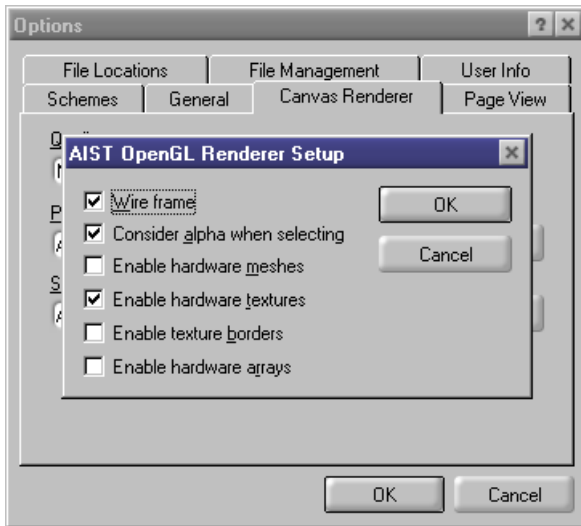 Options
File Locations
File Management
User Info
Schemes
General
Canvas Renderer
Page View
AIST OpenGL Renderer Setup
Wire frame
Consider alpha when selecting
Enable hardware meshes
Enable hardware textures
Enable texture borders
Enable hardware arrays
OK
Cancel
OK
Cancel